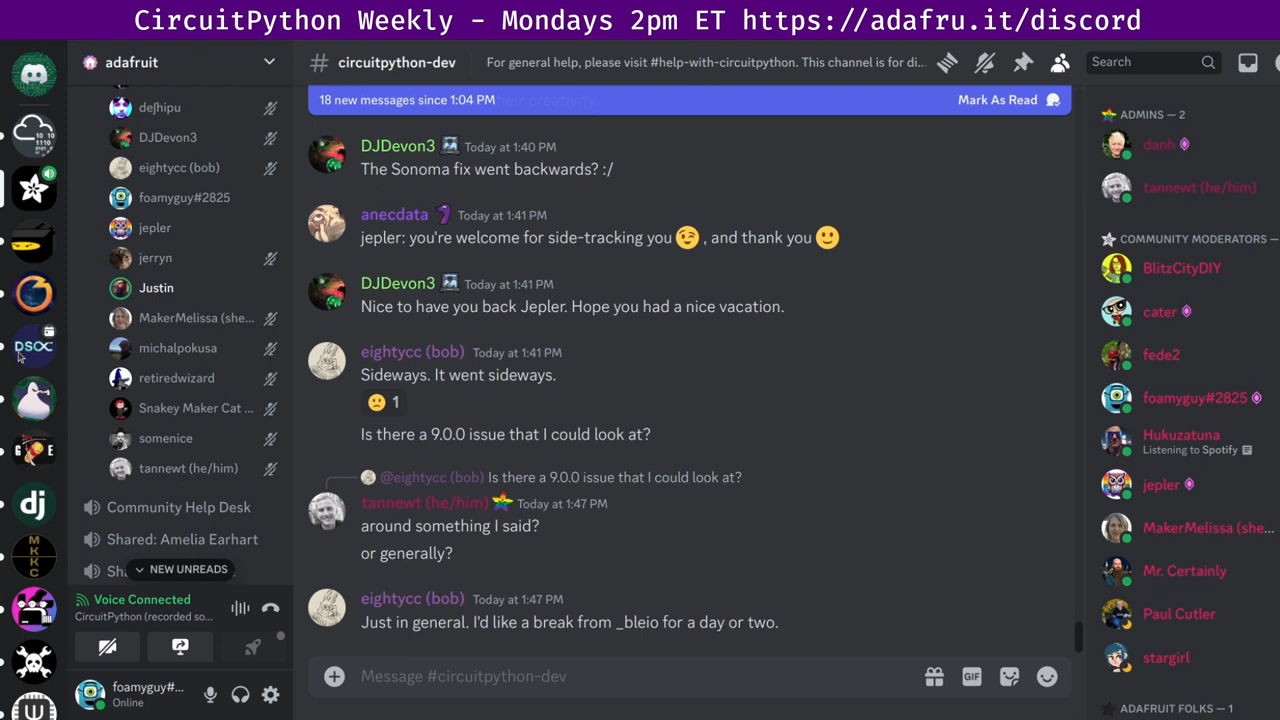 CircuitPython Weekly - Mondays 2pm ET https://adafru.it/discord
adafruit
deʃhipu
DJDevon3
eightycc (bob)
foamyguy#2825
jepler
jerryn
Justin
MakerMelissa (she...
michalpokusa
retiredwizard
Snakey Maker Cat ...
somenice
tannewt (he/him)
Community Help Desk
Shared: Amelia Earhart
Sh
NEW UNREADS
Voice Connected
CircuitPython (recorded so...
foamyguy#...
Online
DSOC
G E
dj
M
K
K
C
# circuitpython-dev
For general help, please visit #help-with-circuitpython. This channel is for di...
Search
18 new messages since 1:04 PM
Mark As Read
DJDevon3 Today at 1:40 PM
The Sonoma fix went backwards? :/
anecdata Today at 1:41 PM
jepler: you're welcome for side-tracking you 😉 , and thank you 🙂
DJDevon3 Today at 1:41 PM
Nice to have you back Jepler. Hope you had a nice vacation.
eightycc (bob) Today at 1:41 PM
Sideways. It went sideways.
🙁 1
Is there a 9.0.0 issue that I could look at?
@eightycc (bob) Is there a 9.0.0 issue that I could look at?
tannewt (he/him) Today at 1:47 PM
around something I said?
or generally?
eightycc (bob) Today at 1:47 PM
Just in general. I'd like a break from _bleio for a day or two.
Message #circuitpython-dev
GIF
ADMINS — 2
danh
tannewt (he/him)
COMMUNITY MODERATORS —
BlitzCityDIY
cater
fede2
foamyguy#2825
Hukuzatuna
Listening to Spotify
jepler
MakerMelissa (she...
Mr. Certainly
Paul Cutler
stargirl
ADAFRUIT FOLKS — 1